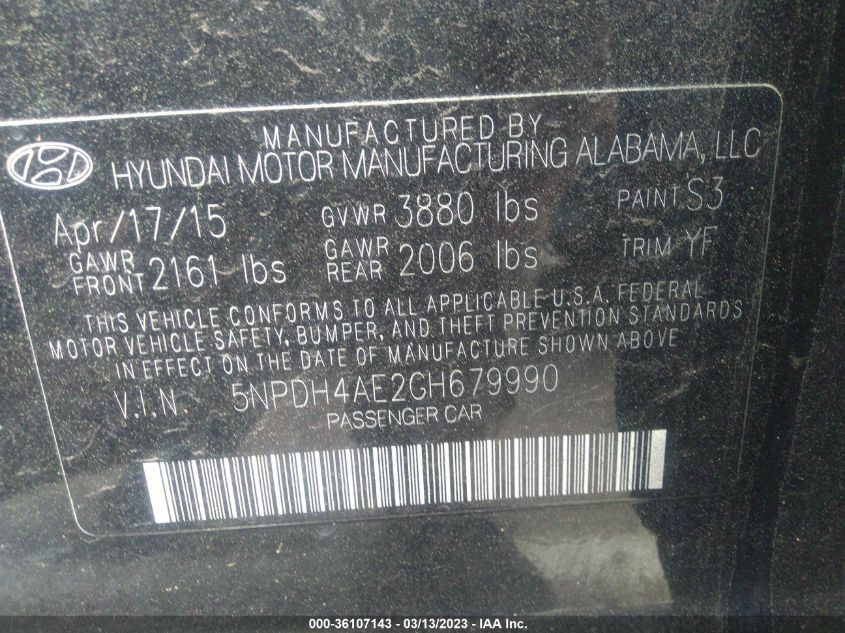 MANUFACTURED BY
HYUNDAI MOTOR MANUFACTURING ALABAMA, LLC
Apr/17/15 GVWR 3880 lbs PAINT S3
GAWR FRONT 2161 lbs GAWR REAR 2006 lbs TRIM YF
THIS VEHICLE CONFORMS TO ALL APPLICABLE U.S.A. FEDERAL
MOTOR VEHICLE SAFETY, BUMPER, AND THEFT PREVENTION STANDARDS
IN EFFECT ON THE DATE OF MANUFACTURE SHOWN ABOVE.
V.I.N 5NPDH4AE2GH679990
PASSENGER CAR
000-36107143 - 03/13/2023 - IAA Inc.